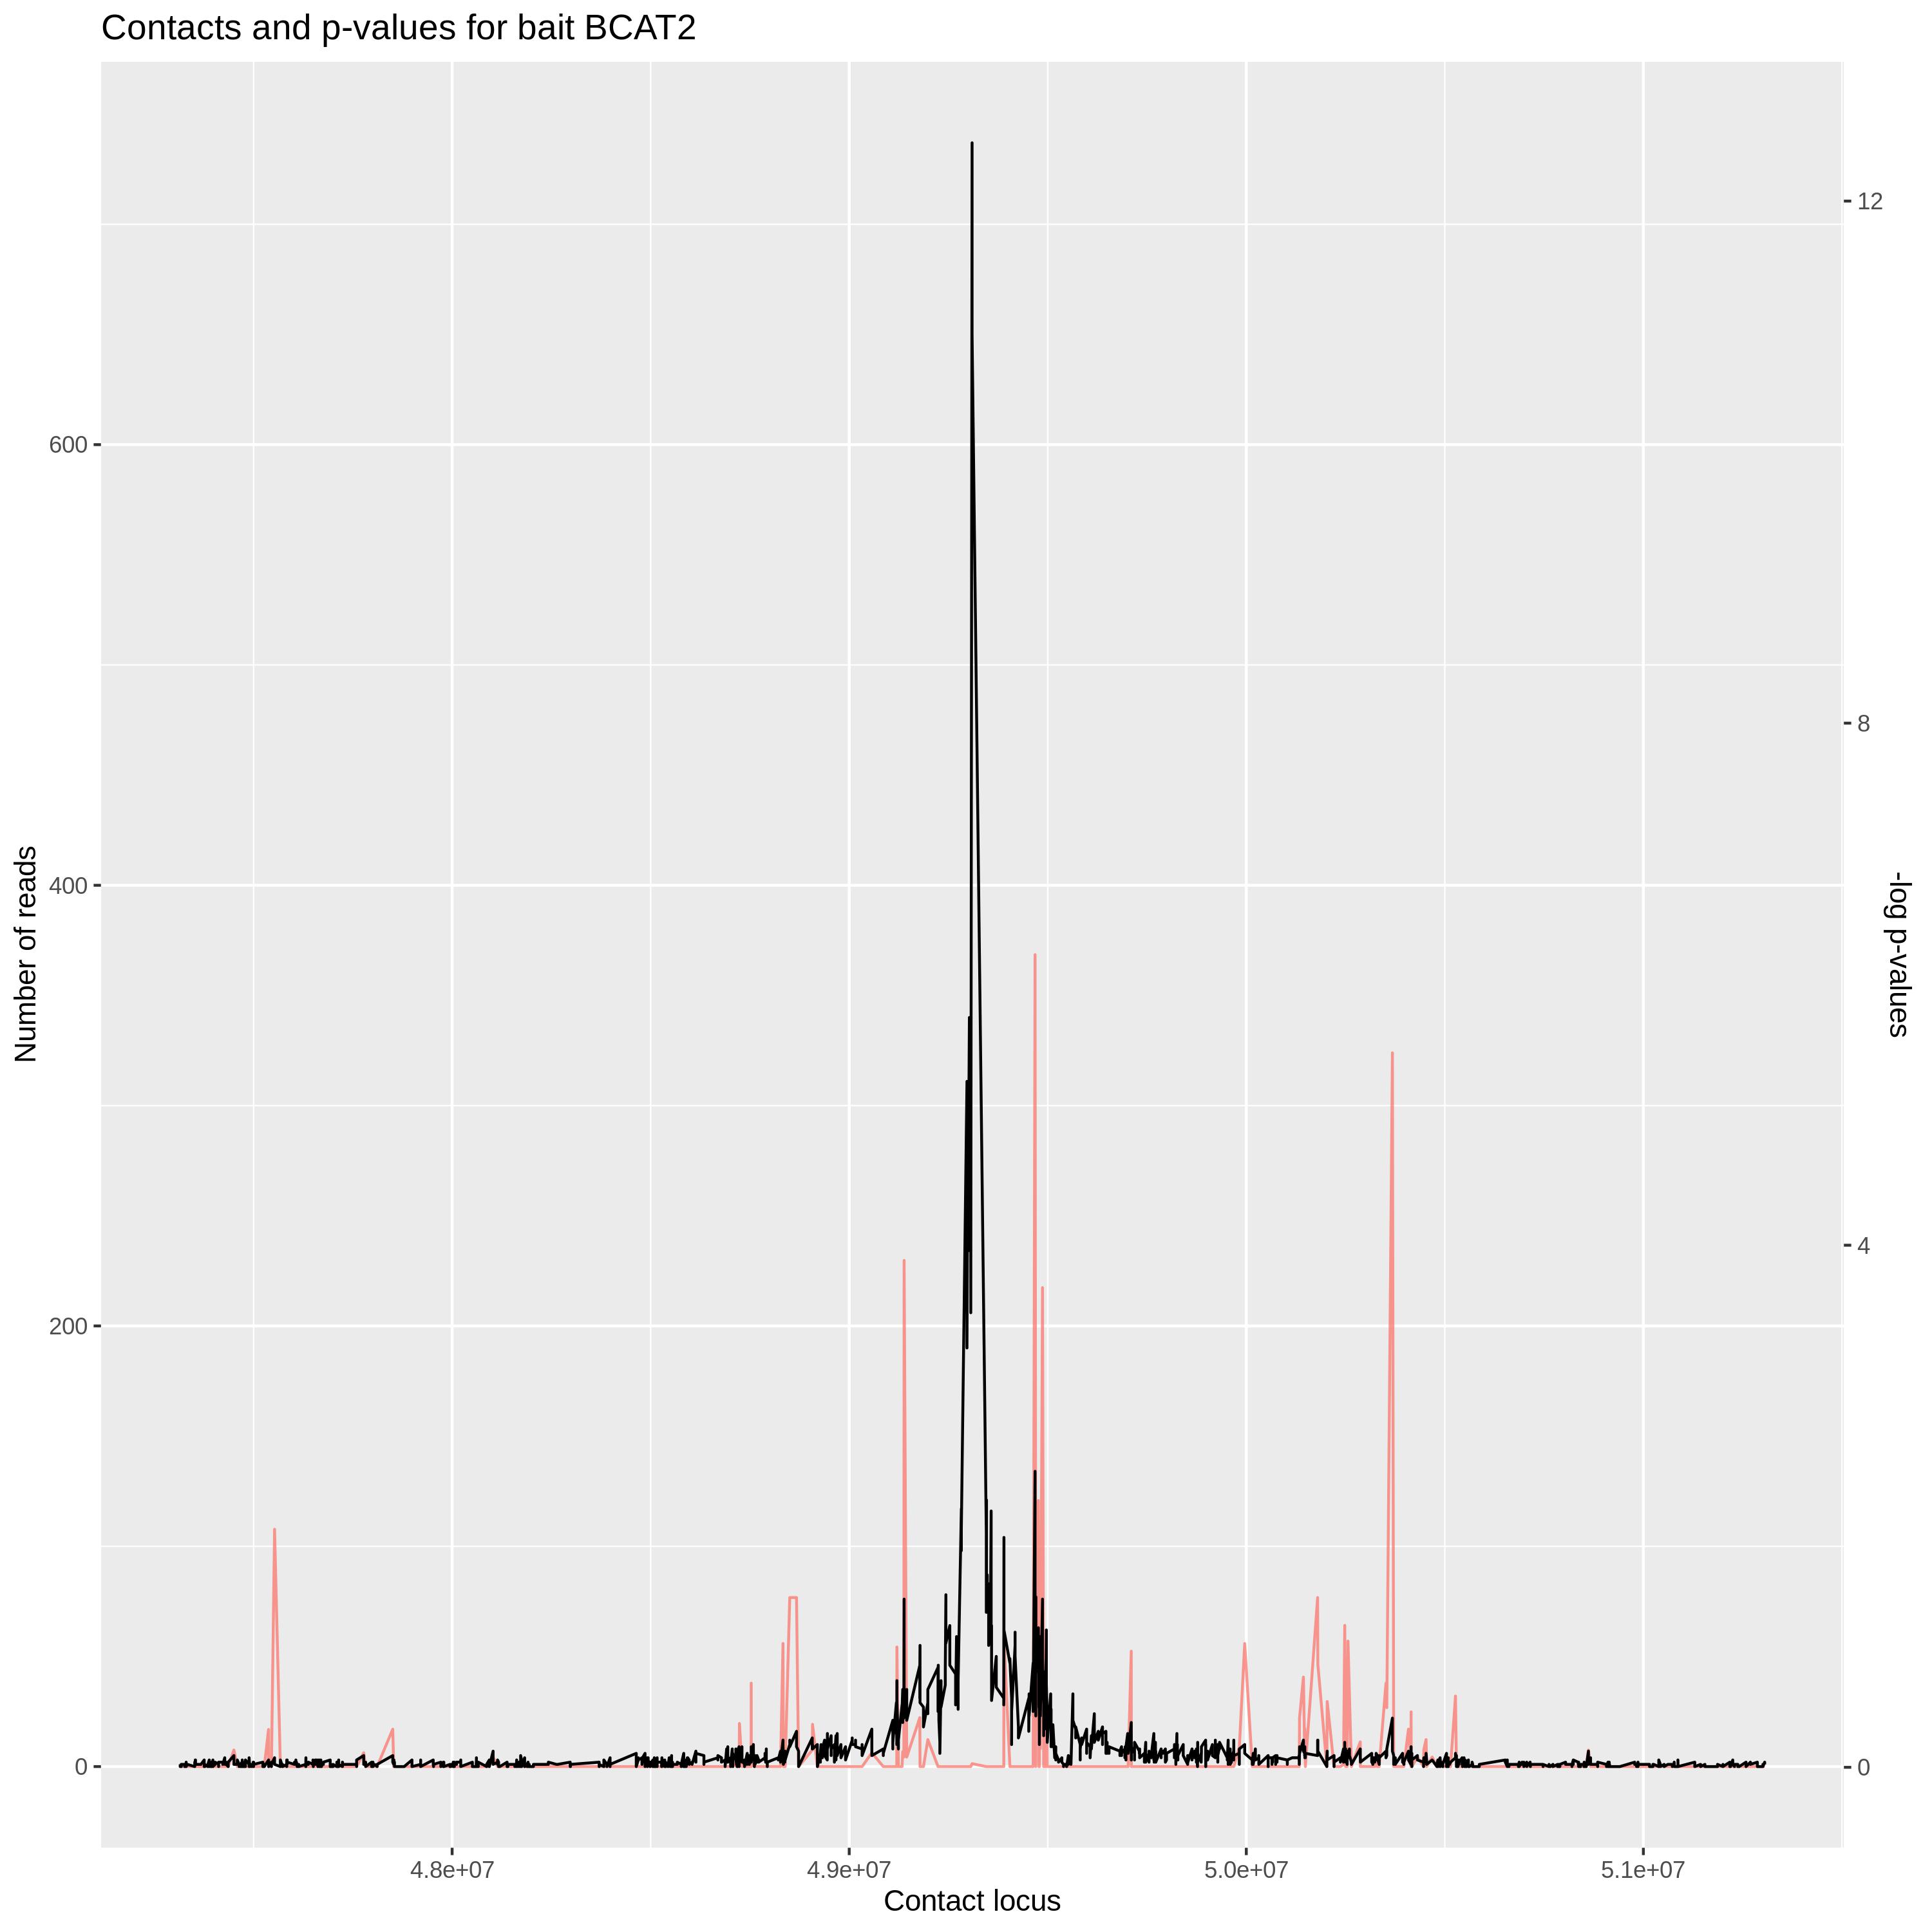 Contacts and p-values for bait BCAT2
12
600
8
Number of reads
400
-log p-values
4
200
0
0
4.8e+07
4.9e+07
5.0e+07
5.1e+07
Contact locus